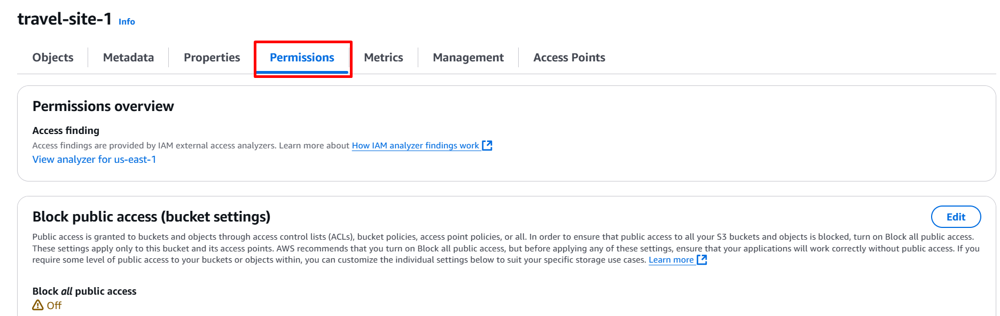 travel-site-1 Info
Objects Metadata Properties Permissions Metrics Management Access Points
Permissions overview
Access finding
Access findings are provided by IAM external access analyzers. Learn more about How IAM analyzer findings work
View analyzer for us-east-1
Block public access (bucket settings)
Edit
Public access is granted to buckets and objects through access control lists (ACLs), bucket policies, access point policies, or all. In order to ensure that public access to all your S3 buckets and objects is blocked, turn on Block all public access.
These settings apply only to this bucket and its access points. AWS recommends that you turn on Block all public access, but before applying any of these settings, ensure that your applications will work correctly without public access. If you
require some level of public access to your buckets or objects within, you can customize the individual settings below to suit your specific storage use cases. Learn more
Block all public access
Off